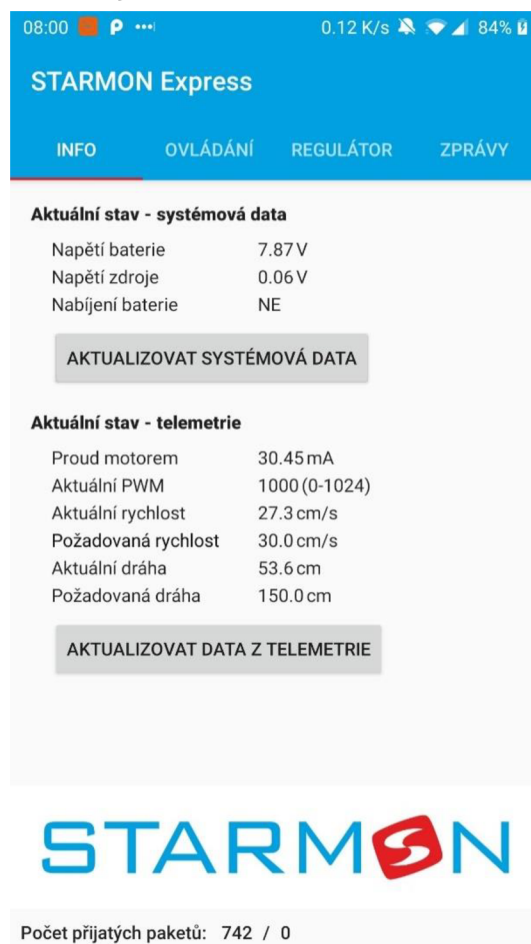 08:00 P 0.12 K/s 84%
STARMON Express
INFO OVLÁDÁNÍ REGULÁTOR ZPRÁVY
Aktuální stav - systémová data
Napětí baterie 7.87 V
Napětí zdroje 0.06 V
Nabíjení baterie NE
AKTUALIZOVAT SYSTÉMOVÁ DATA
Aktuální stav - telemetrie
Proud motorem 30.45 mA
Aktuální PWM 1000 (0-1024)
Aktuální rychlost 27.3 cm/s
Požadovaná rychlost 30.0 cm/s
Aktuální dráha 53.6 cm
Požadovaná dráha 150.0 cm
AKTUALIZOVAT DATA Z TELEMETRIE
STARMON
Počet přijatých paketů: 742 / 0